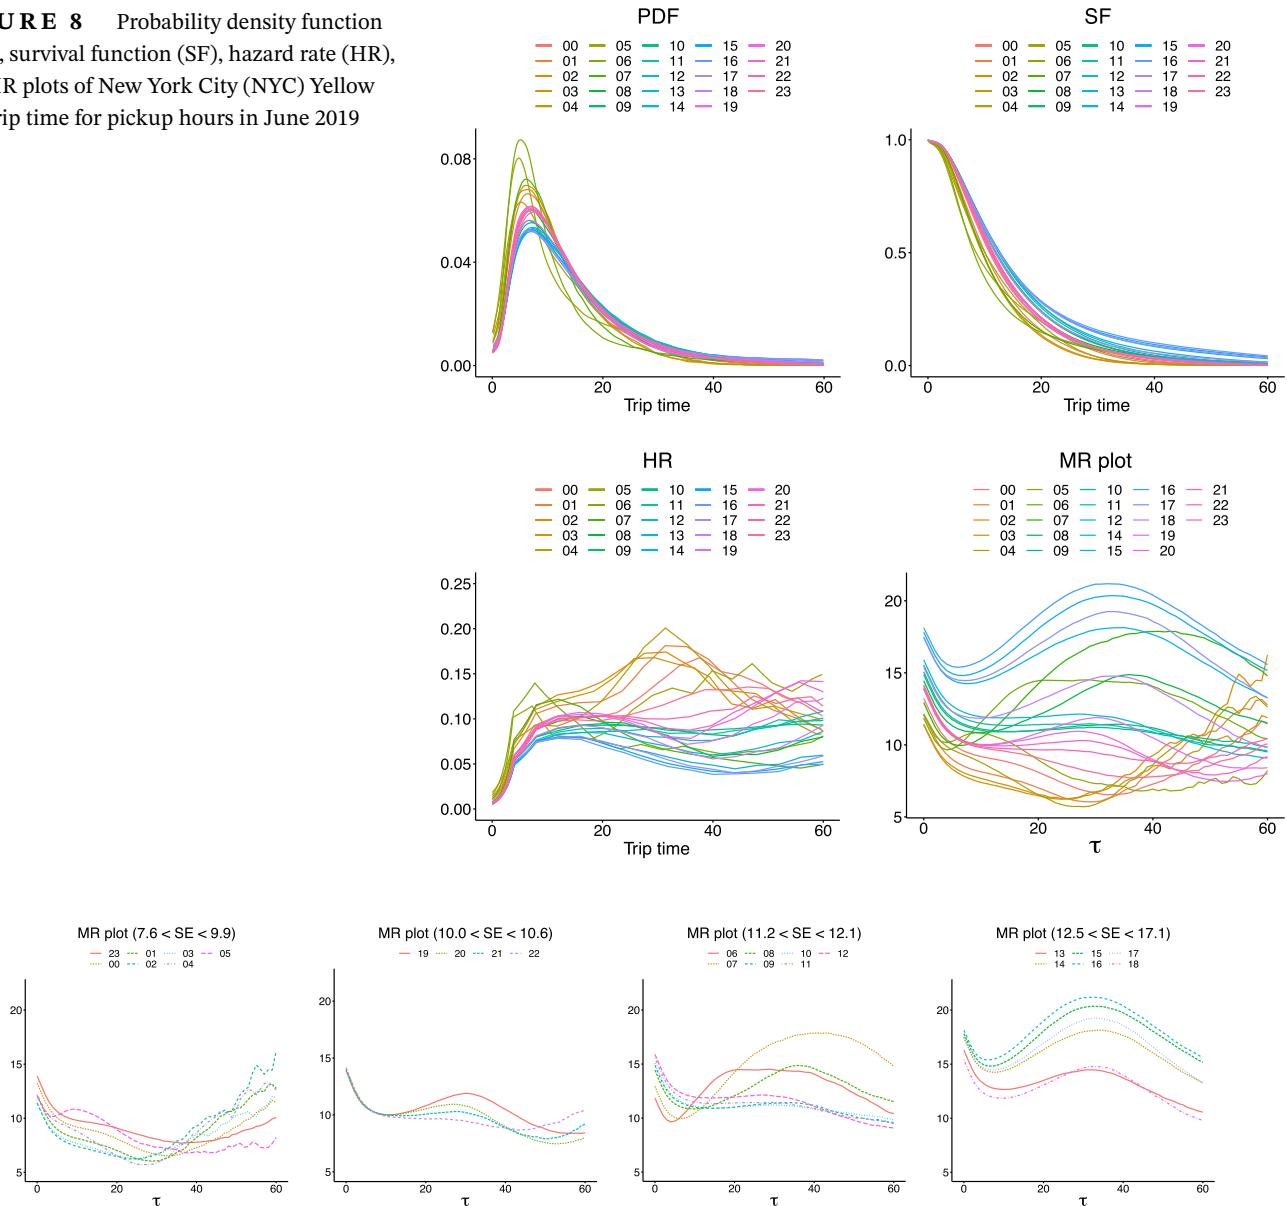 URE 8 Probability density function
, survival function (SF), hazard rate (HR),
R plots of New York City (NYC) Yellow
rip time for pickup hours in June 2019
PDF
00 05 10 15 20
01 06 11 16 21
02 07 12 17 22
03 08 13 18 23
04 09 14 19
0.08
0.04
0.00
0 20 40 60
Trip time
SF
00 05 10 15 20
01 06 11 16 21
02 07 12 17 22
03 08 13 18 23
04 09 14 19
1.0
0.5
0.0
0 20 40 60
Trip time
HR
00 05 10 15 20
01 06 11 16 21
02 07 12 17 22
03 08 13 18 23
04 09 14 19
0.25
0.20
0.15
0.10
0.05
0.00
0 20 40 60
Trip time
MR plot
00 05 10 16 21
01 06 11 17 22
02 07 12 18 23
03 08 14 19
04 09 15 20
20
15
10
5
0 20 40 60
τ
MR plot (7.6 < SE < 9.9)
23 01 03 05
00 02 04
20
15
10
5
0 20 40 60
τ
MR plot (10.0 < SE < 10.6)
19 20 21 22
20
15
10
5
0 20 40 60
τ
MR plot (11.2 < SE < 12.1)
06 08 10 12
07 09 11
20
15
10
5
0 20 40 60
τ
MR plot (12.5 < SE < 17.1)
13 15 17
14 16 18
20
15
10
5
0 20 40 60
τ